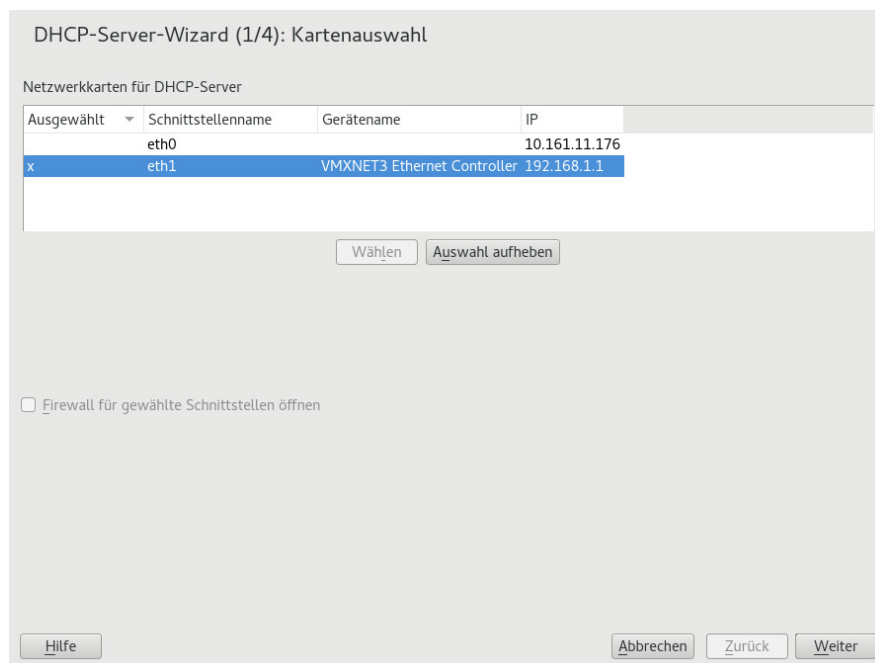 DHCP-Server-Wizard (1/4): Kartenauswahl
Netzwerkkarten für DHCP-Server
Ausgewählt Schnittstellenname Gerätename IP
eth0 10.161.11.176
x eth1 VMXNET3 Ethernet Controller 192.168.1.1
Wählen Auswahl aufheben
Firewall für gewählte Schnittstellen öffnen
Hilfe Abbrechen Zurück Weiter